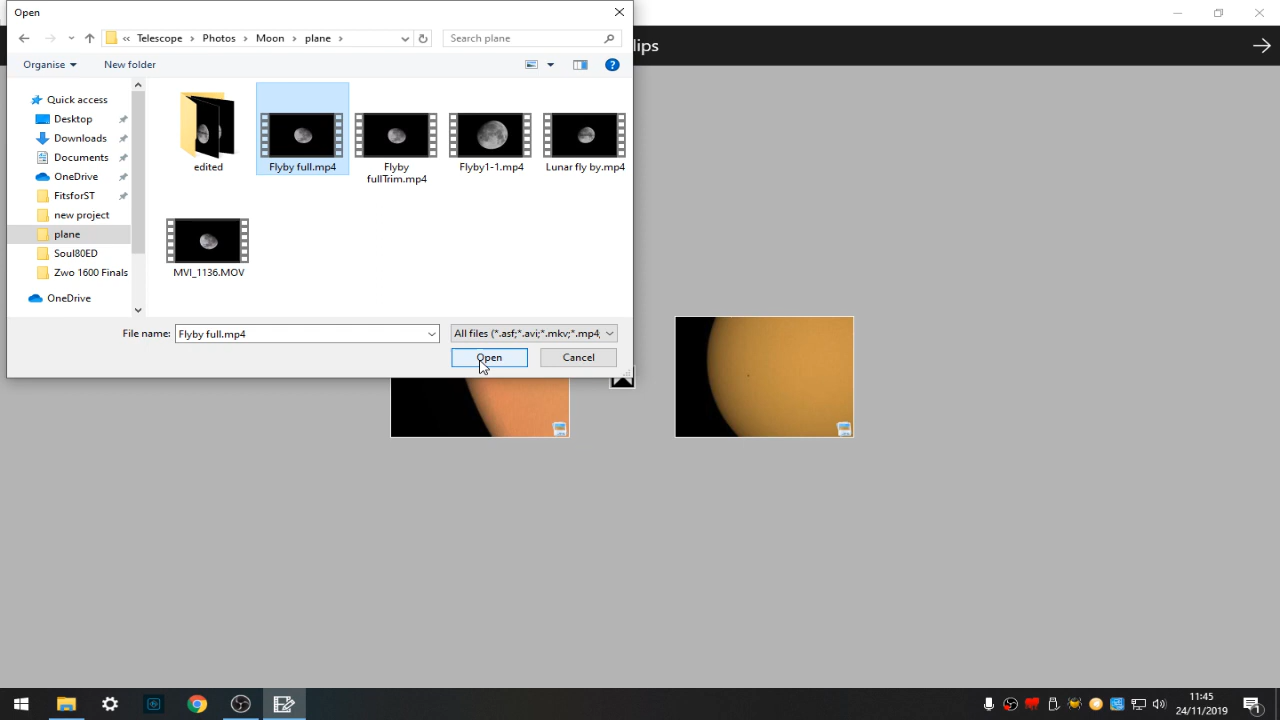 Open
lips
« Telescope › Photos › Moon › plane ›
Search plane
Organise
New folder
Quick access
Desktop
Downloads
Documents
OneDrive
FitsforST
new project
plane
Soul80ED
Zwo 1600 Finals
OneDrive
edited
Flyby full.mp4
Flyby
fullTrim.mp4
Flyby1-1.mp4
Lunar fly by.mp4
MVI_1136.MOV
File name: Flyby full.mp4
All files (*.asf;*.avi;*.mkv;*.mp4;
Open
Cancel
11:45
24/11/2019
1